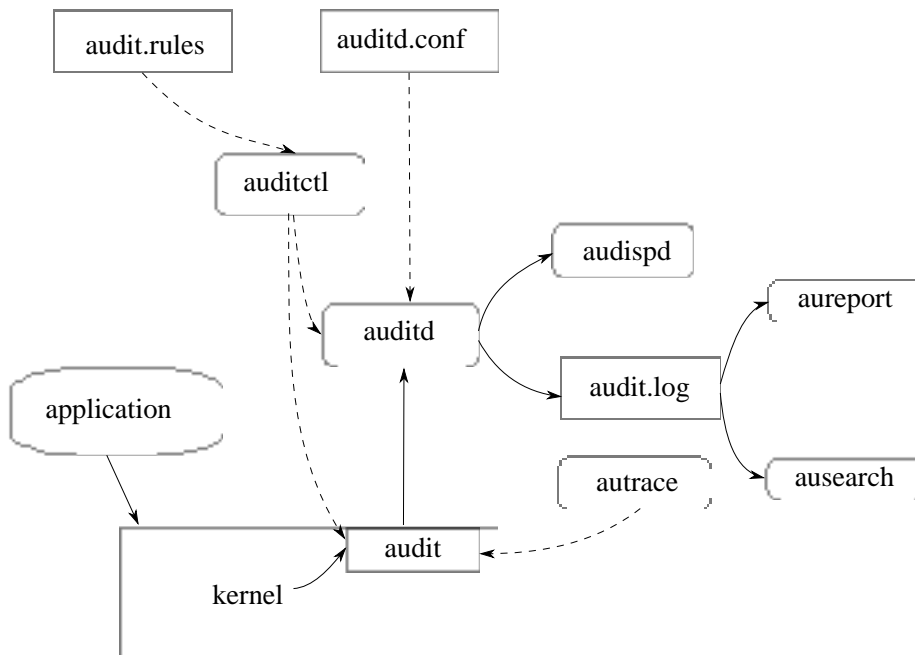 audit.rules
auditd.conf
auditctl
audispd
aureport
auditd
audit.log
application
autrace
ausearch
audit
kernel